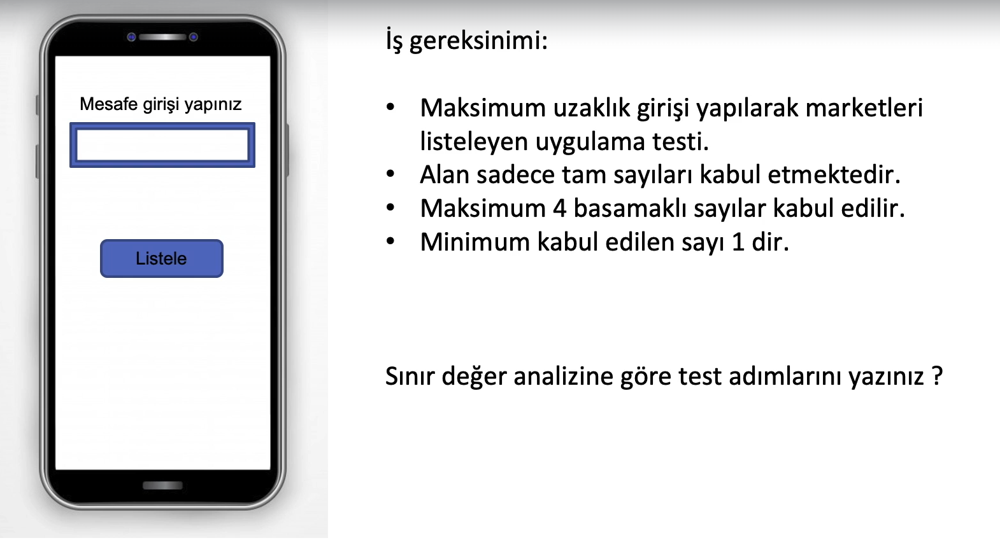 Mesafe girişi yapınız
Listele
İş gereksinimi:
• Maksimum uzaklık girişi yapılarak marketleri
listeleyen uygulama testi.
• Alan sadece tam sayıları kabul etmektedir.
• Maksimum 4 basamaklı sayılar kabul edilir.
• Minimum kabul edilen sayı 1 dir.
Sınır değer analizine göre test adımlarını yazınız ?